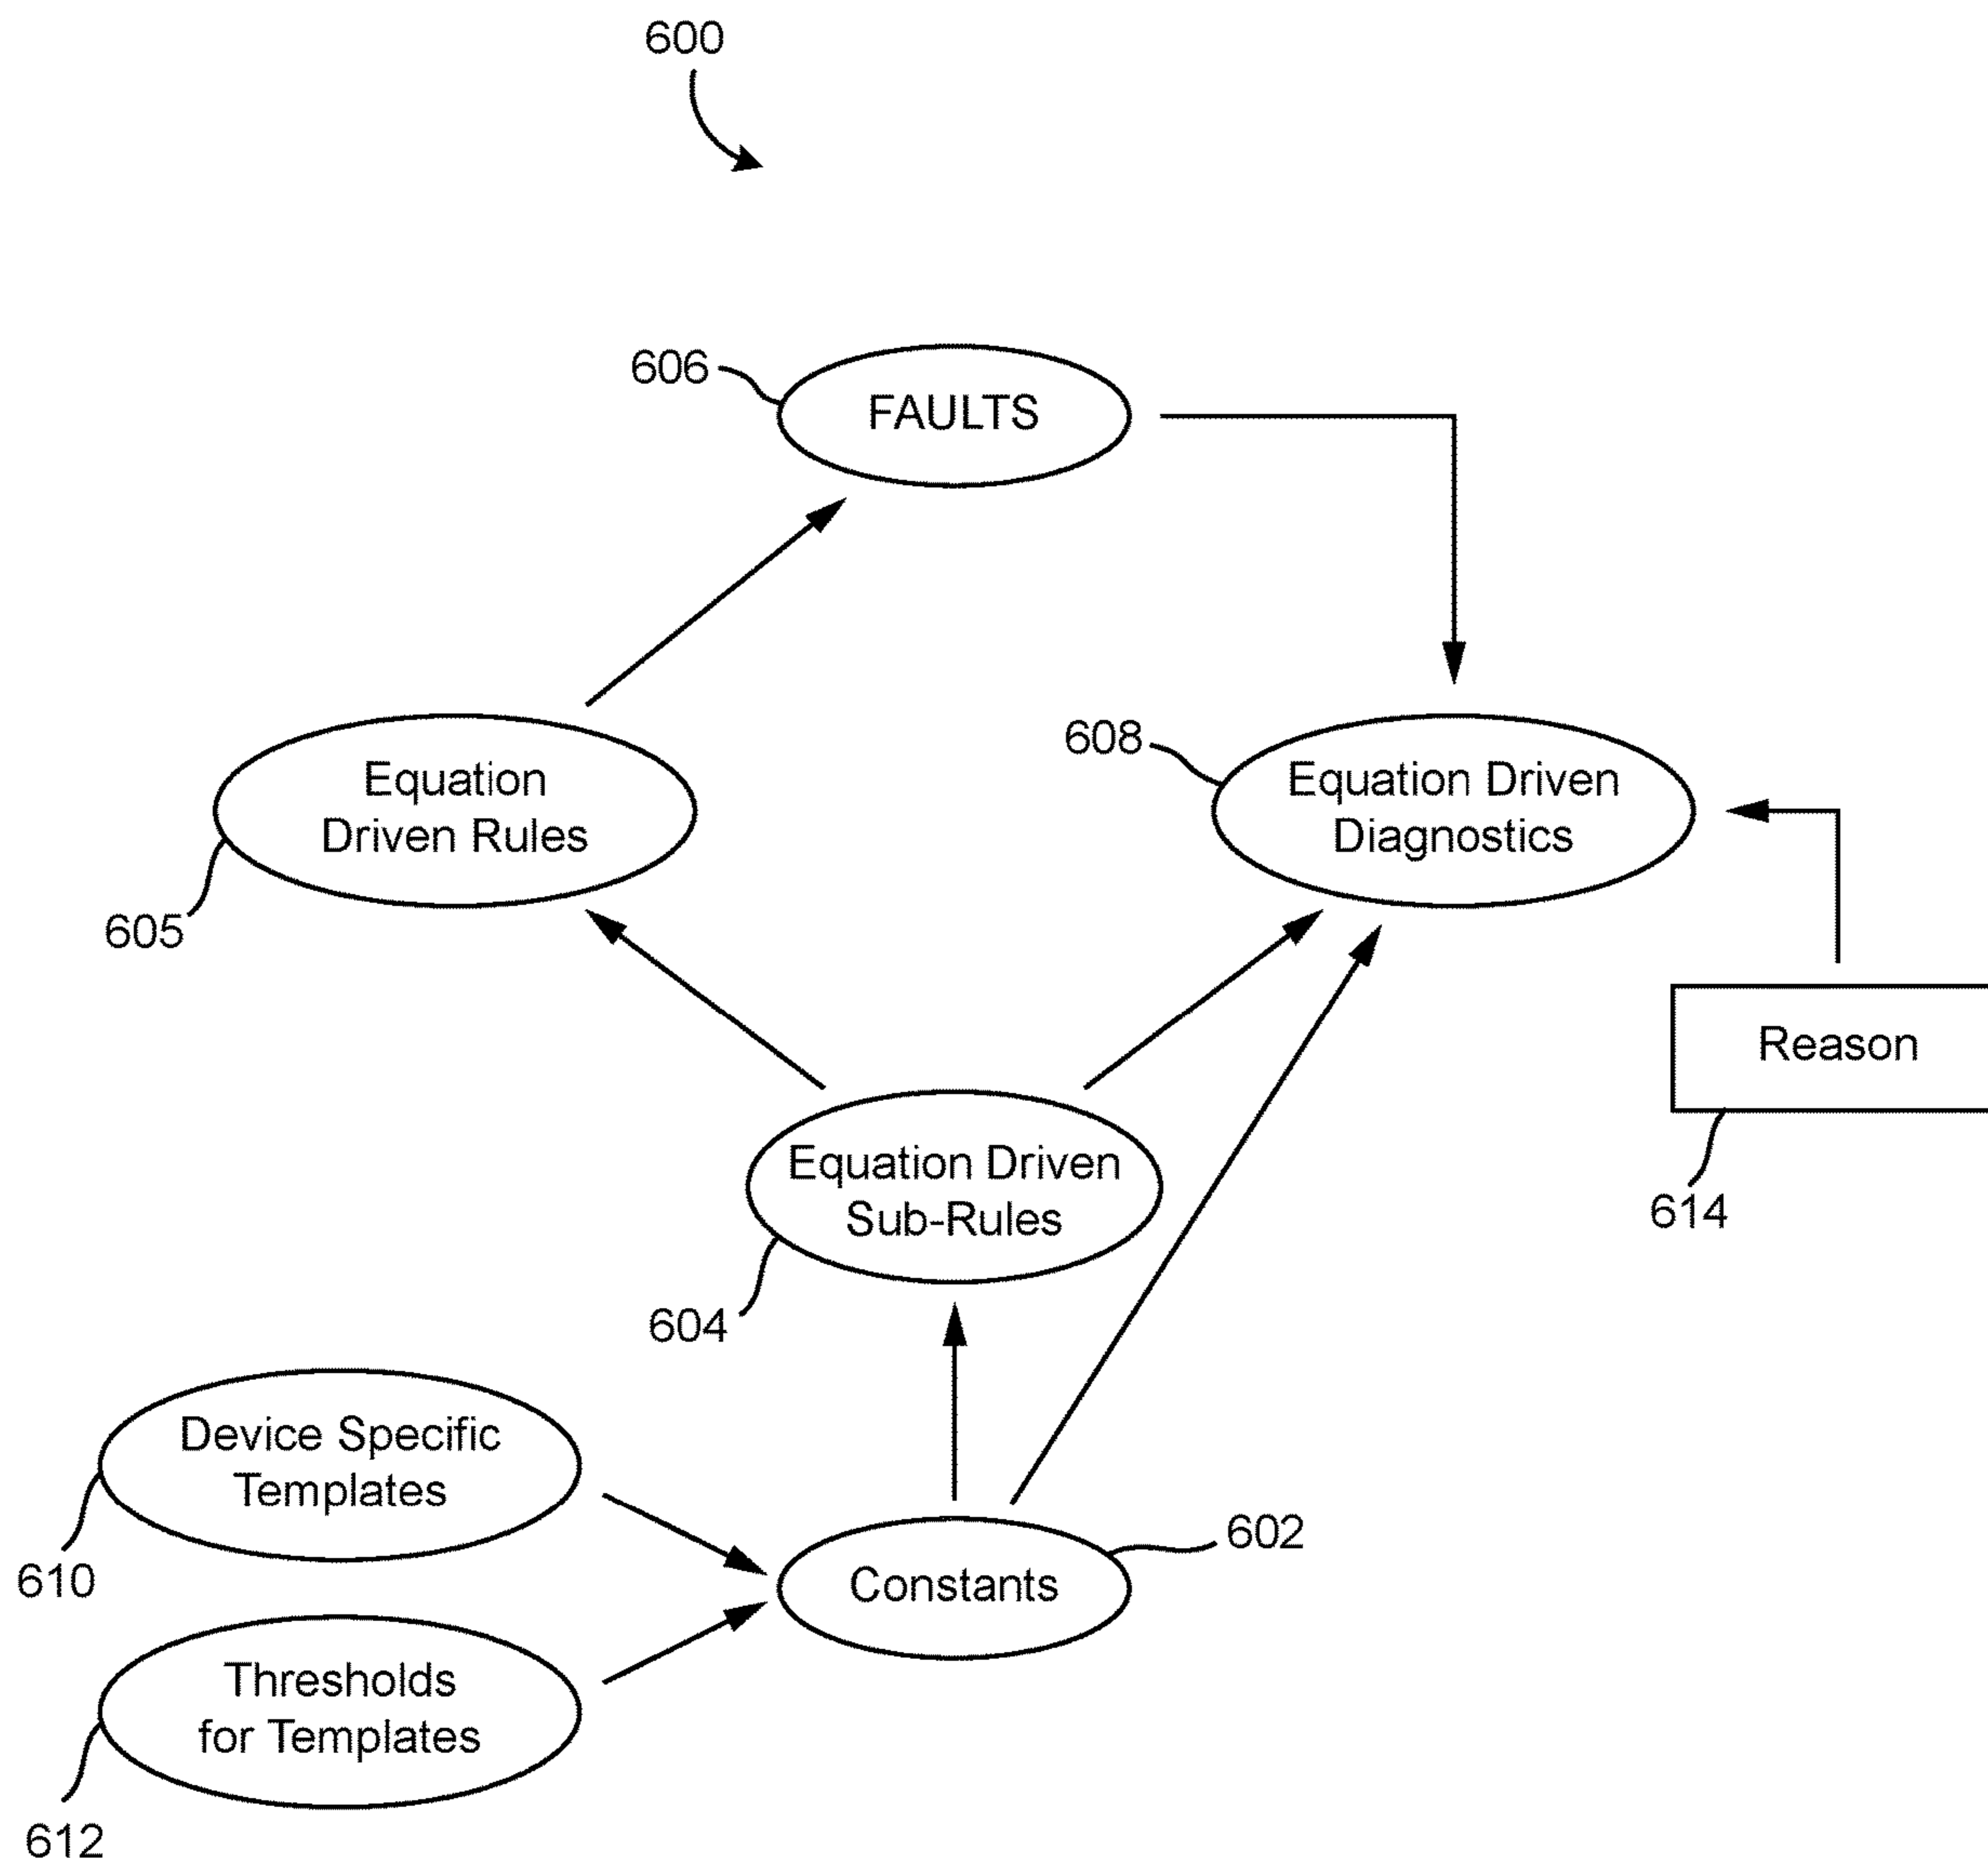 600
606
FAULTS
608
Equation
Driven Rules
Equation Driven
Diagnostics
605
Reason
Equation Driven
Sub-Rules
614
604
Device Specific
Templates
602
610
Constants
Thresholds
for Templates
612